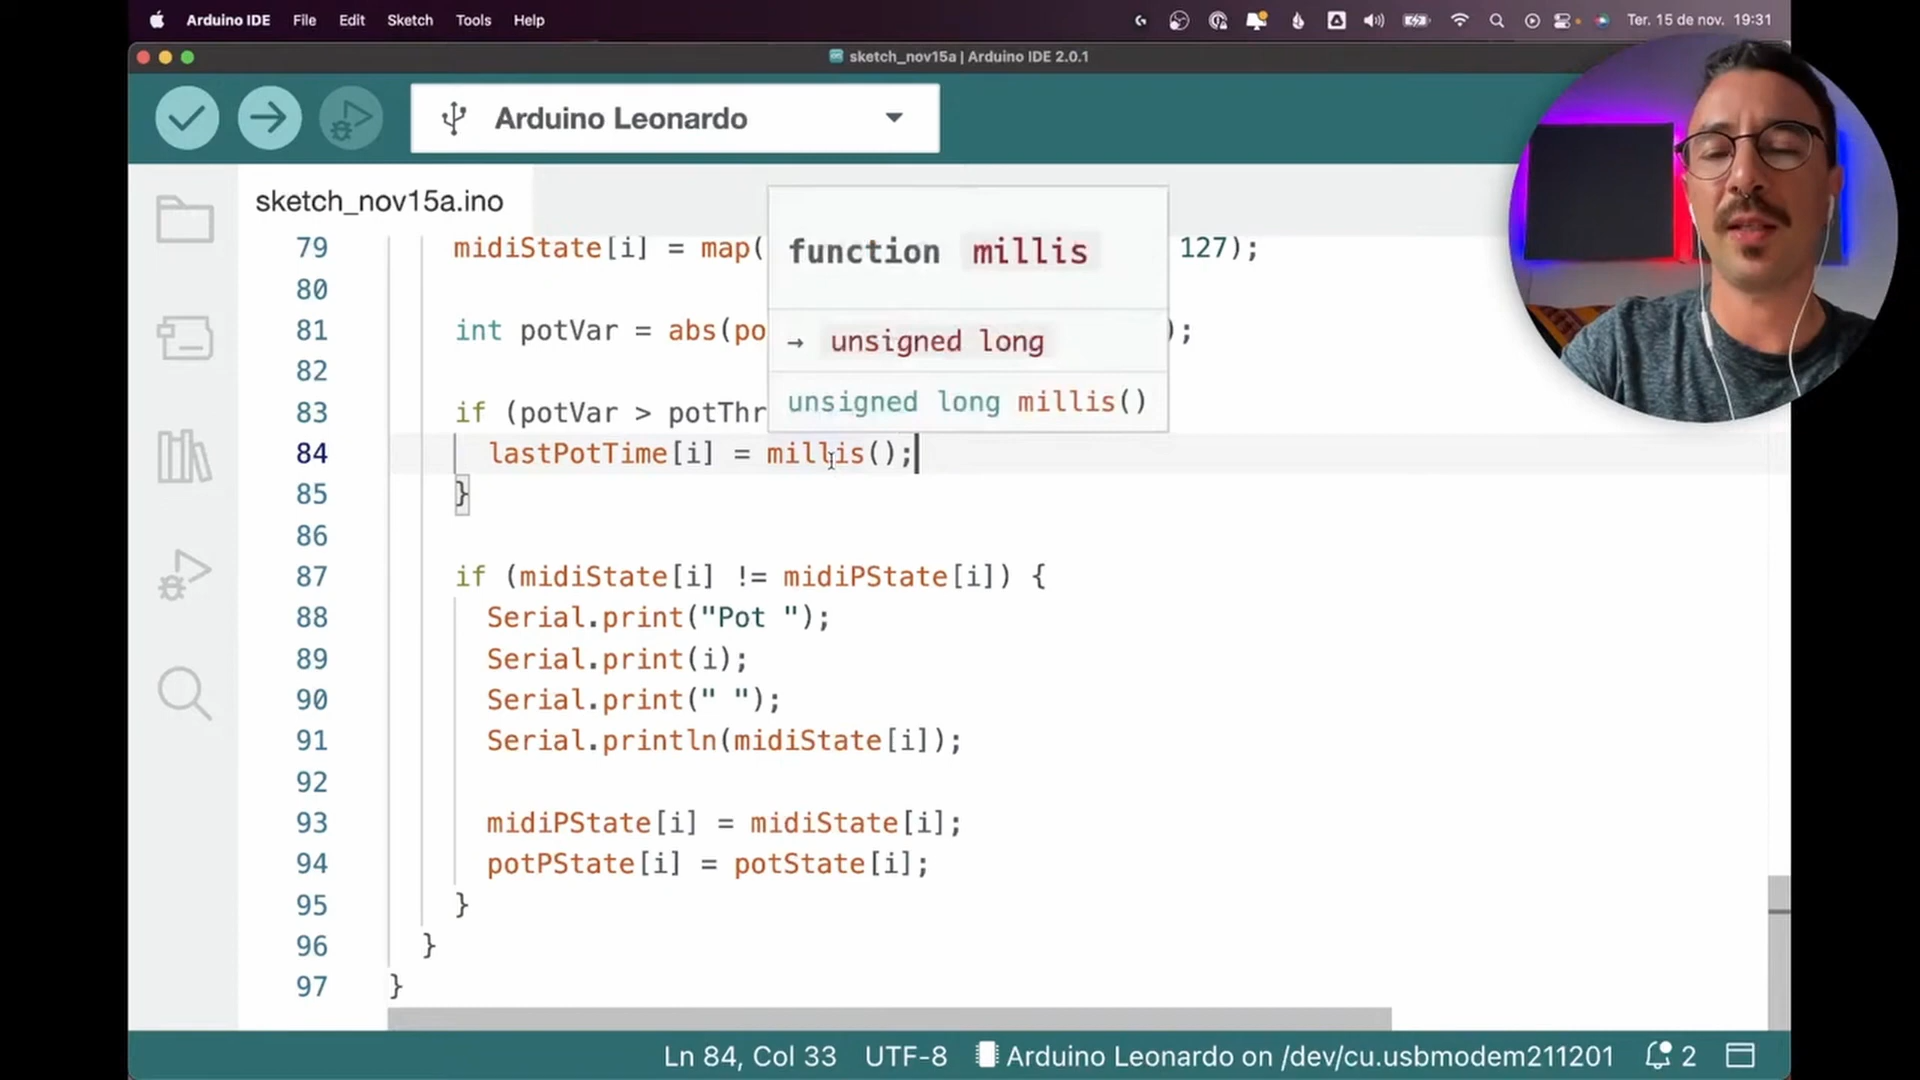 Arduino IDE File Edit Sketch Tools Help Ter. 15 de nov. 19:31
sketch_nov15a | Arduino IDE 2.0.1
Arduino Leonardo
sketch_nov15a.ino
79 midiState[i] = map( 127);
80
81 int potVar = abs(po );
82
83 if (potVar > potThr
84 lastPotTime[i] = millis();
85 }
86
87 if (midiState[i] != midiPState[i]) {
88 Serial.print("Pot ");
89 Serial.print(i);
90 Serial.print(" ");
91 Serial.println(midiState[i]);
92
93 midiPState[i] = midiState[i];
94 potPState[i] = potState[i];
95 }
96 }
97 }
function millis
→ unsigned long
unsigned long millis()
Ln 84, Col 33 UTF-8 Arduino Leonardo on /dev/cu.usbmodem211201 2